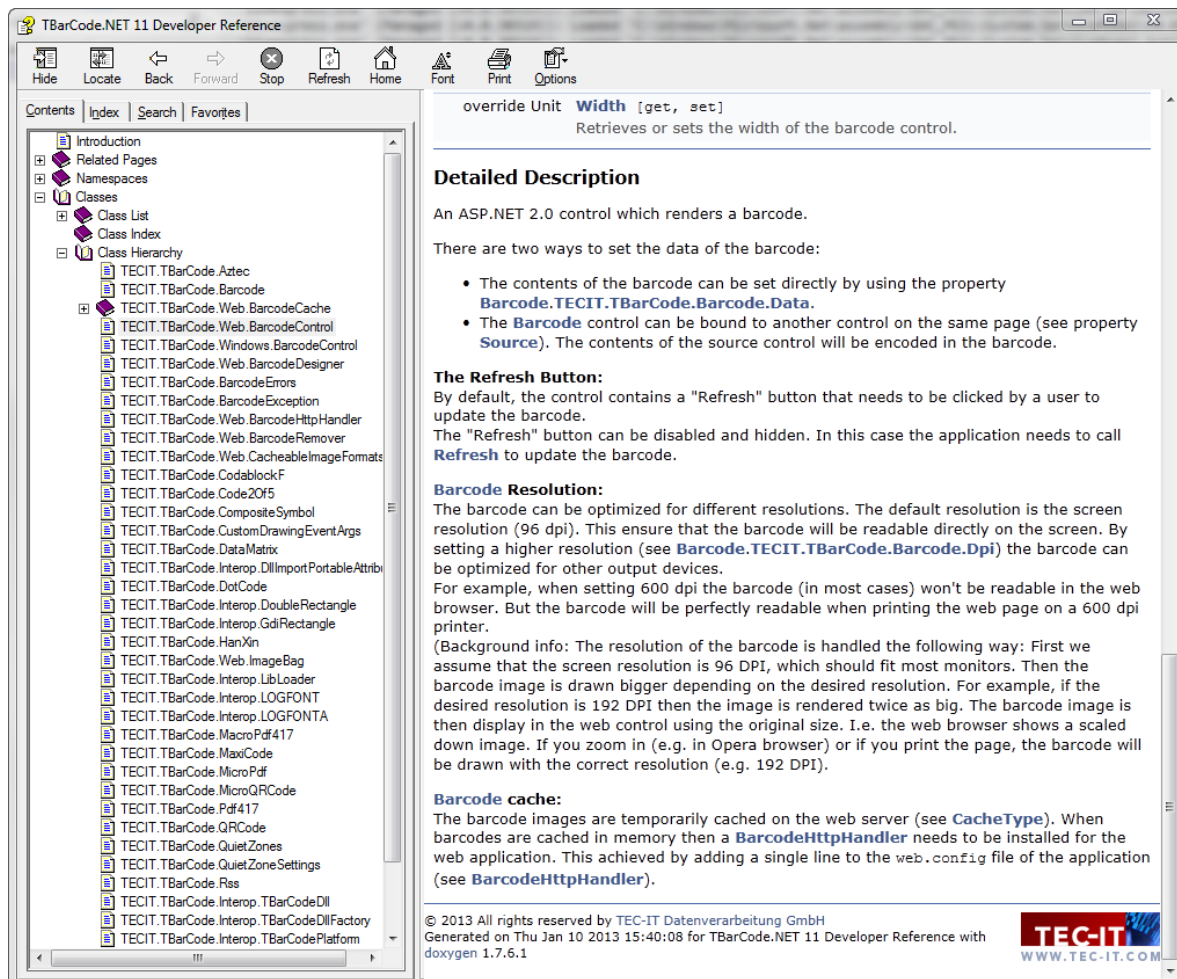 TBarCode.NET 11 Developer Reference
Hide Locate Back Forward Stop Refresh Home Font Print Options
Contents Index Search Favorites
Introduction
Related Pages
Namespaces
Classes
Class List
Class Index
Class Hierarchy
TECIT.TBarCode.Aztec
TECIT.TBarCode.Barcode
TECIT.TBarCode.Web.BarcodeCache
TECIT.TBarCode.Web.BarcodeControl
TECIT.TBarCode.Windows.BarcodeControl
TECIT.TBarCode.Web.BarcodeDesigner
TECIT.TBarCode.BarcodeErrors
TECIT.TBarCode.BarcodeException
TECIT.TBarCode.Web.BarcodeHttpHandler
TECIT.TBarCode.Web.BarcodeRemover
TECIT.TBarCode.Web.CacheableImageFormats
TECIT.TBarCode.CodablockF
TECIT.TBarCode.Code2Of5
TECIT.TBarCode.CompositeSymbol
TECIT.TBarCode.CustomDrawingEventArgs
TECIT.TBarCode.DataMatrix
TECIT.TBarCode.Interop.DllImportPortableAttribu
TECIT.TBarCode.DotCode
TECIT.TBarCode.Interop.DoubleRectangle
TECIT.TBarCode.Interop.GdiRectangle
TECIT.TBarCode.HanXin
TECIT.TBarCode.Web.ImageBag
TECIT.TBarCode.Interop.LibLoader
TECIT.TBarCode.Interop.LOGFONT
TECIT.TBarCode.Interop.LOGFONTA
TECIT.TBarCode.MacroPdf417
TECIT.TBarCode.MaxiCode
TECIT.TBarCode.MicroPdf
TECIT.TBarCode.MicroQRCode
TECIT.TBarCode.Pdf417
TECIT.TBarCode.QRCode
TECIT.TBarCode.QuietZones
TECIT.TBarCode.QuietZoneSettings
TECIT.TBarCode.Rss
TECIT.TBarCode.Interop.TBarCodeDll
TECIT.TBarCode.Interop.TBarCodeDllFactory
TECIT.TBarCode.Interop.TBarCodePlatform
override Unit Width [get, set]
Retrieves or sets the width of the barcode control.
Detailed Description
An ASP.NET 2.0 control which renders a barcode.
There are two ways to set the data of the barcode:
• The contents of the barcode can be set directly by using the property
Barcode.TECIT.TBarCode.Barcode.Data.
• The Barcode control can be bound to another control on the same page (see property
Source). The contents of the source control will be encoded in the barcode.
The Refresh Button:
By default, the control contains a "Refresh" button that needs to be clicked by a user to
update the barcode.
The "Refresh" button can be disabled and hidden. In this case the application needs to call
Refresh to update the barcode.
Barcode Resolution:
The barcode can be optimized for different resolutions. The default resolution is the screen
resolution (96 dpi). This ensure that the barcode will be readable directly on the screen. By
setting a higher resolution (see Barcode.TECIT.TBarCode.Barcode.Dpi) the barcode can
be optimized for other output devices.
For example, when setting 600 dpi the barcode (in most cases) won't be readable in the web
browser. But the barcode will be perfectly readable when printing the web page on a 600 dpi
printer.
(Background info: The resolution of the barcode is handled the following way: First we
assume that the screen resolution is 96 DPI, which should fit most monitors. Then the
barcode image is drawn bigger depending on the desired resolution. For example, if the
desired resolution is 192 DPI then the image is rendered twice as big. The barcode image is
then display in the web control using the original size. I.e. the web browser shows a scaled
down image. If you zoom in (e.g. in Opera browser) or if you print the page, the barcode will
be drawn with the correct resolution (e.g. 192 DPI).
Barcode cache:
The barcode images are temporarily cached on the web server (see CacheType). When
barcodes are cached in memory then a BarcodeHttpHandler needs to be installed for the
web application. This achieved by adding a single line to the web.config file of the application
(see BarcodeHttpHandler).
© 2013 All rights reserved by TEC-IT Datenverarbeitung GmbH
Generated on Thu Jan 10 2013 15:40:08 for TBarCode.NET 11 Developer Reference with
doxygen 1.7.6.1
TEC-IT
WWW.TEC-IT.COM